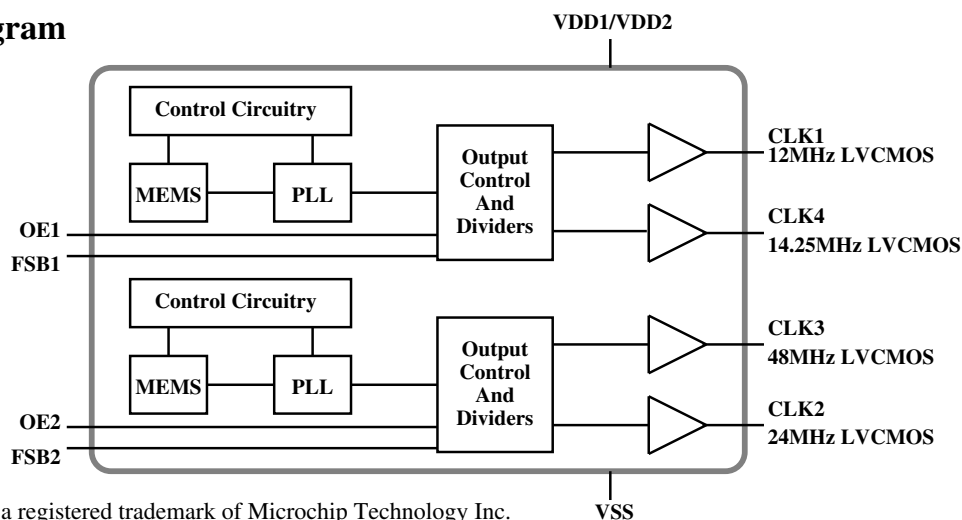 gram
VDD1/VDD2
Control Circuitry
MEMS
PLL
Output
Control
And
Dividers
OE1
FSB1
CLK1
12MHz LVCMOS
CLK4
14.25MHz LVCMOS
Control Circuitry
MEMS
PLL
Output
Control
And
Dividers
OE2
FSB2
CLK3
48MHz LVCMOS
CLK2
24MHz LVCMOS
VSS
a registered trademark of Microchip Technology Inc.